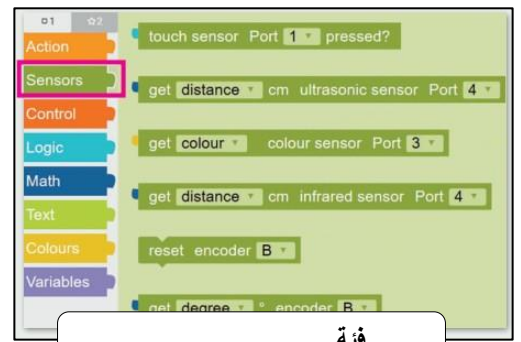 1 2
Action
Sensors
Control
Logic
Math
Text
Colours
Variables
touch sensor Port 1 pressed?
get distance cm ultrasonic sensor Port 4
get colour colour sensor Port 3
get distance cm infrared sensor Port 4
reset encoder B
get degree ° encoder B
فئة